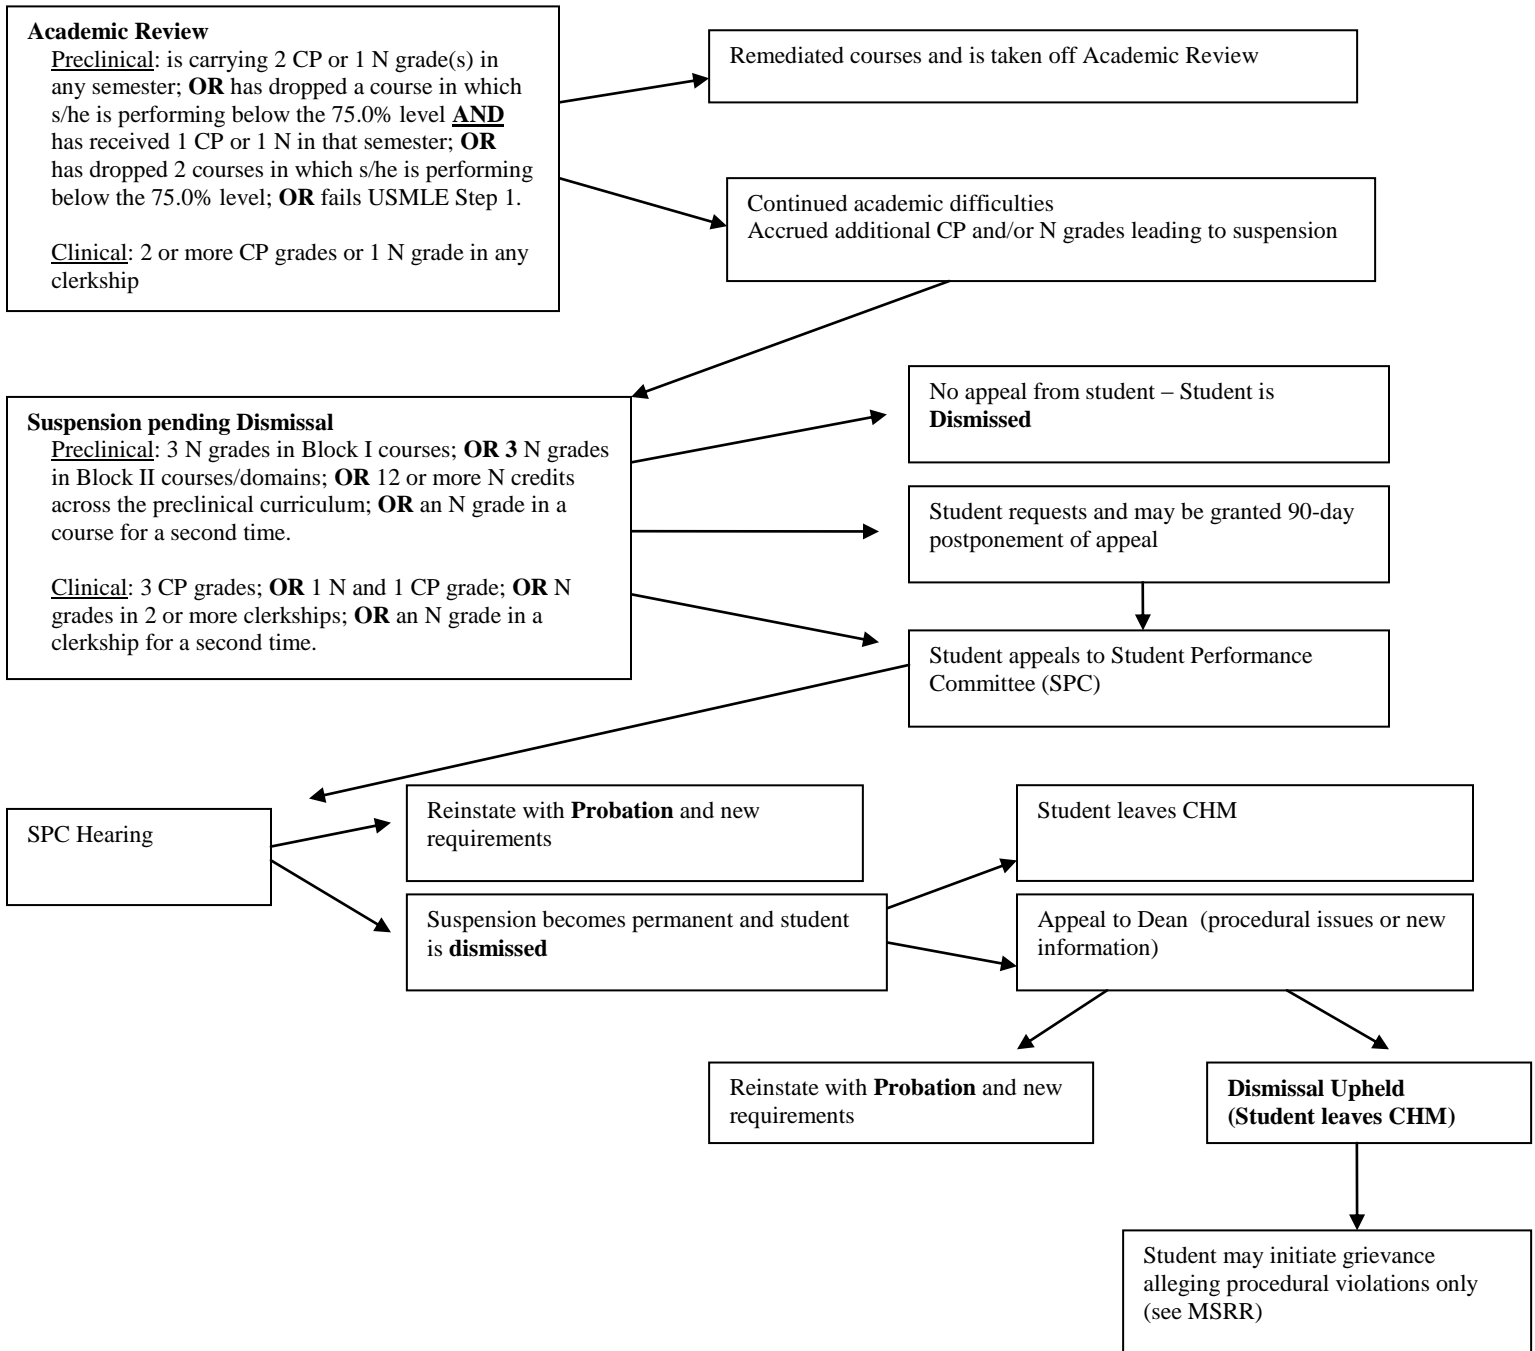 Academic Review
Preclinical: is carrying 2 CP or 1 N grade(s) in
any semester; OR has dropped a course in which
s/he is performing below the 75.0% level AND
has received 1 CP or 1 N in that semester; OR
has dropped 2 courses in which s/he is performing
below the 75.0% level; OR fails USMLE Step 1.
Clinical: 2 or more CP grades or 1 N grade in any
clerkship
Remediated courses and is taken off Academic Review
Continued academic difficulties
Accrued additional CP and/or N grades leading to suspension
Suspension pending Dismissal
Preclinical: 3 N grades in Block I courses; OR 3 N grades
in Block II courses/domains; OR 12 or more N credits
across the preclinical curriculum; OR an N grade in a
course for a second time.
Clinical: 3 CP grades; OR 1 N and 1 CP grade; OR N
grades in 2 or more clerkships; OR an N grade in a
clerkship for a second time.
No appeal from student – Student is
Dismissed
Student requests and may be granted 90-day
postponement of appeal
Student appeals to Student Performance
Committee (SPC)
SPC Hearing
Reinstate with Probation and new
requirements
Suspension becomes permanent and student
is dismissed
Student leaves CHM
Appeal to Dean  (procedural issues or new
information)
Reinstate with Probation and new
requirements
Dismissal Upheld
(Student leaves CHM)
Student may initiate grievance
alleging procedural violations only
(see MSRR)